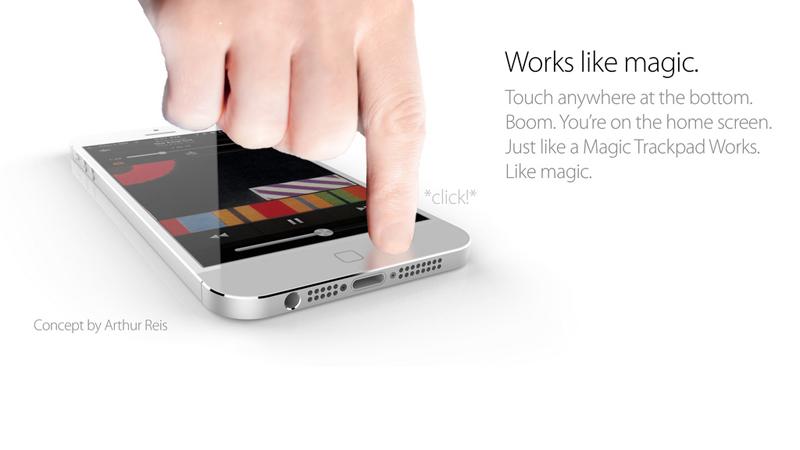 Works like magic.
Touch anywhere at the bottom.
Boom. You're on the home screen.
Just like a Magic Trackpad Works.
Like magic.
*click!*
Concept by Arthur Reis